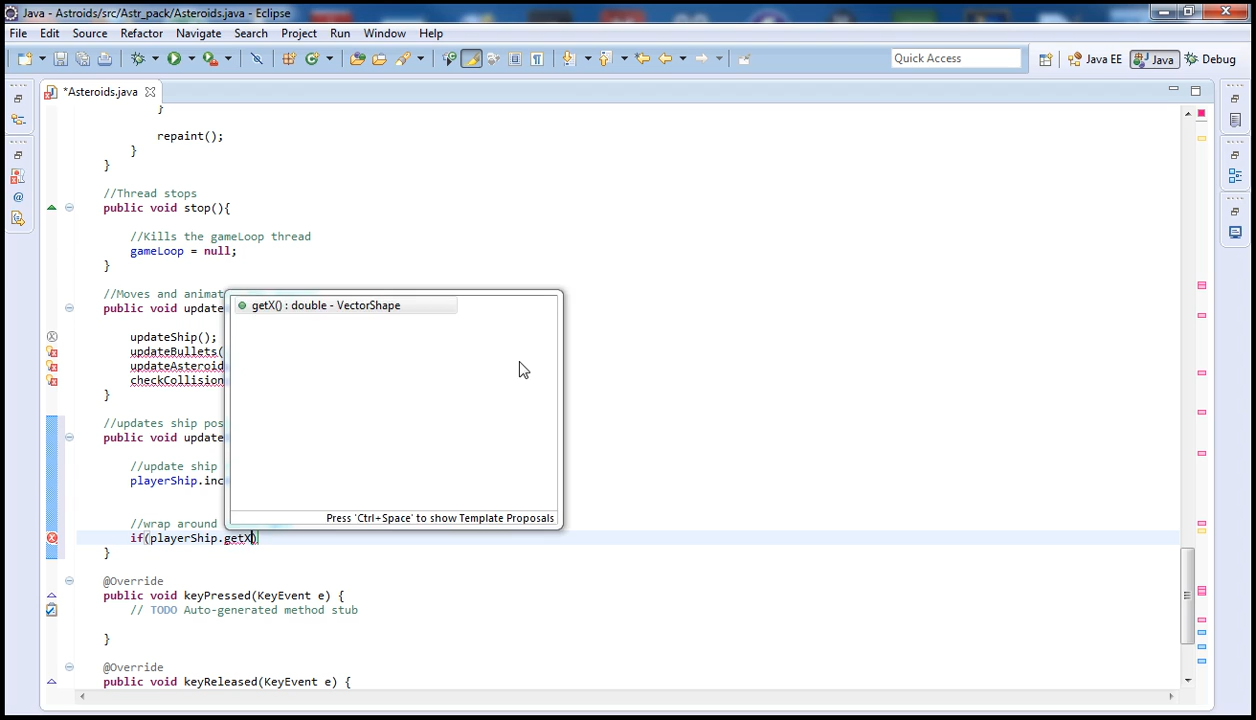 Java - Astroids/src/Astr_pack/Asteroids.java - Eclipse
File Edit Source Refactor Navigate Search Project Run Window Help
Quick Access
Java EE
Java
Debug
*Asteroids.java
}
repaint();
}
}
//Thread stops
public void stop(){
//Kills the gameLoop thread
gameLoop = null;
}
//Moves and animat
public void update
updateShip();
updateBullets(
updateAsteroid
checkCollision
}
getX() : double - VectorShape
Press 'Ctrl+Space' to show Template Proposals
//updates ship pos
public void update
//update ship
playerShip.inc
//wrap around
if(playerShip.getX)
}
@Override
public void keyPressed(KeyEvent e) {
// TODO Auto-generated method stub
}
@Override
public void keyReleased(KeyEvent e) {